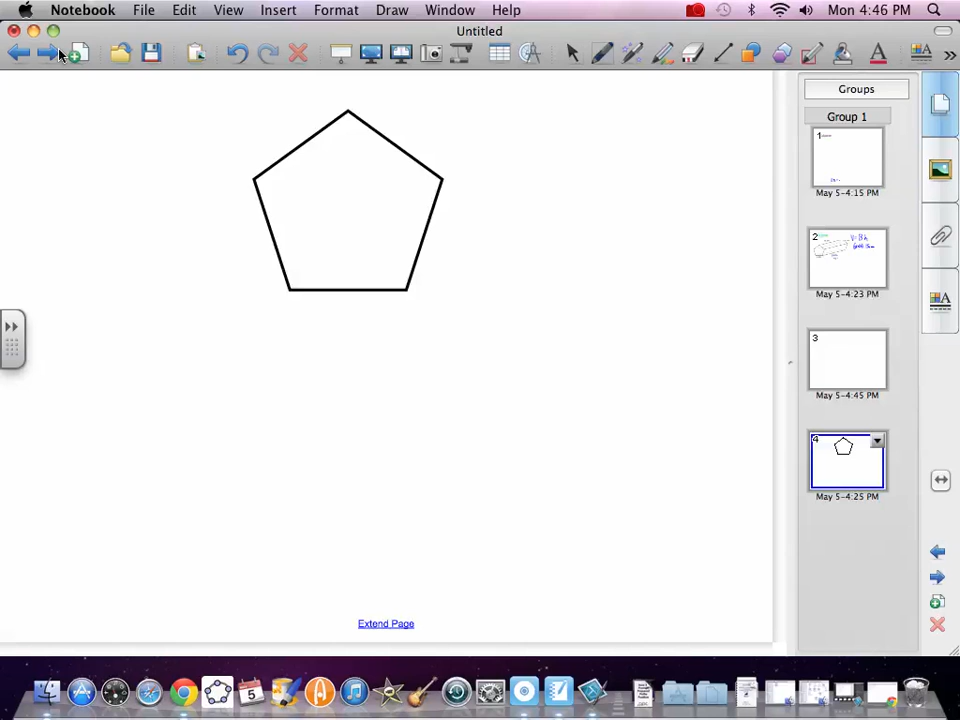 Notebook File Edit View Insert Format Draw Window Help Mon 4:46 PM
Untitled
Groups
Group 1
1
May 5-4:15 PM
2
May 5-4:23 PM
3
May 5-4:45 PM
4
May 5-4:25 PM
Extend Page
5